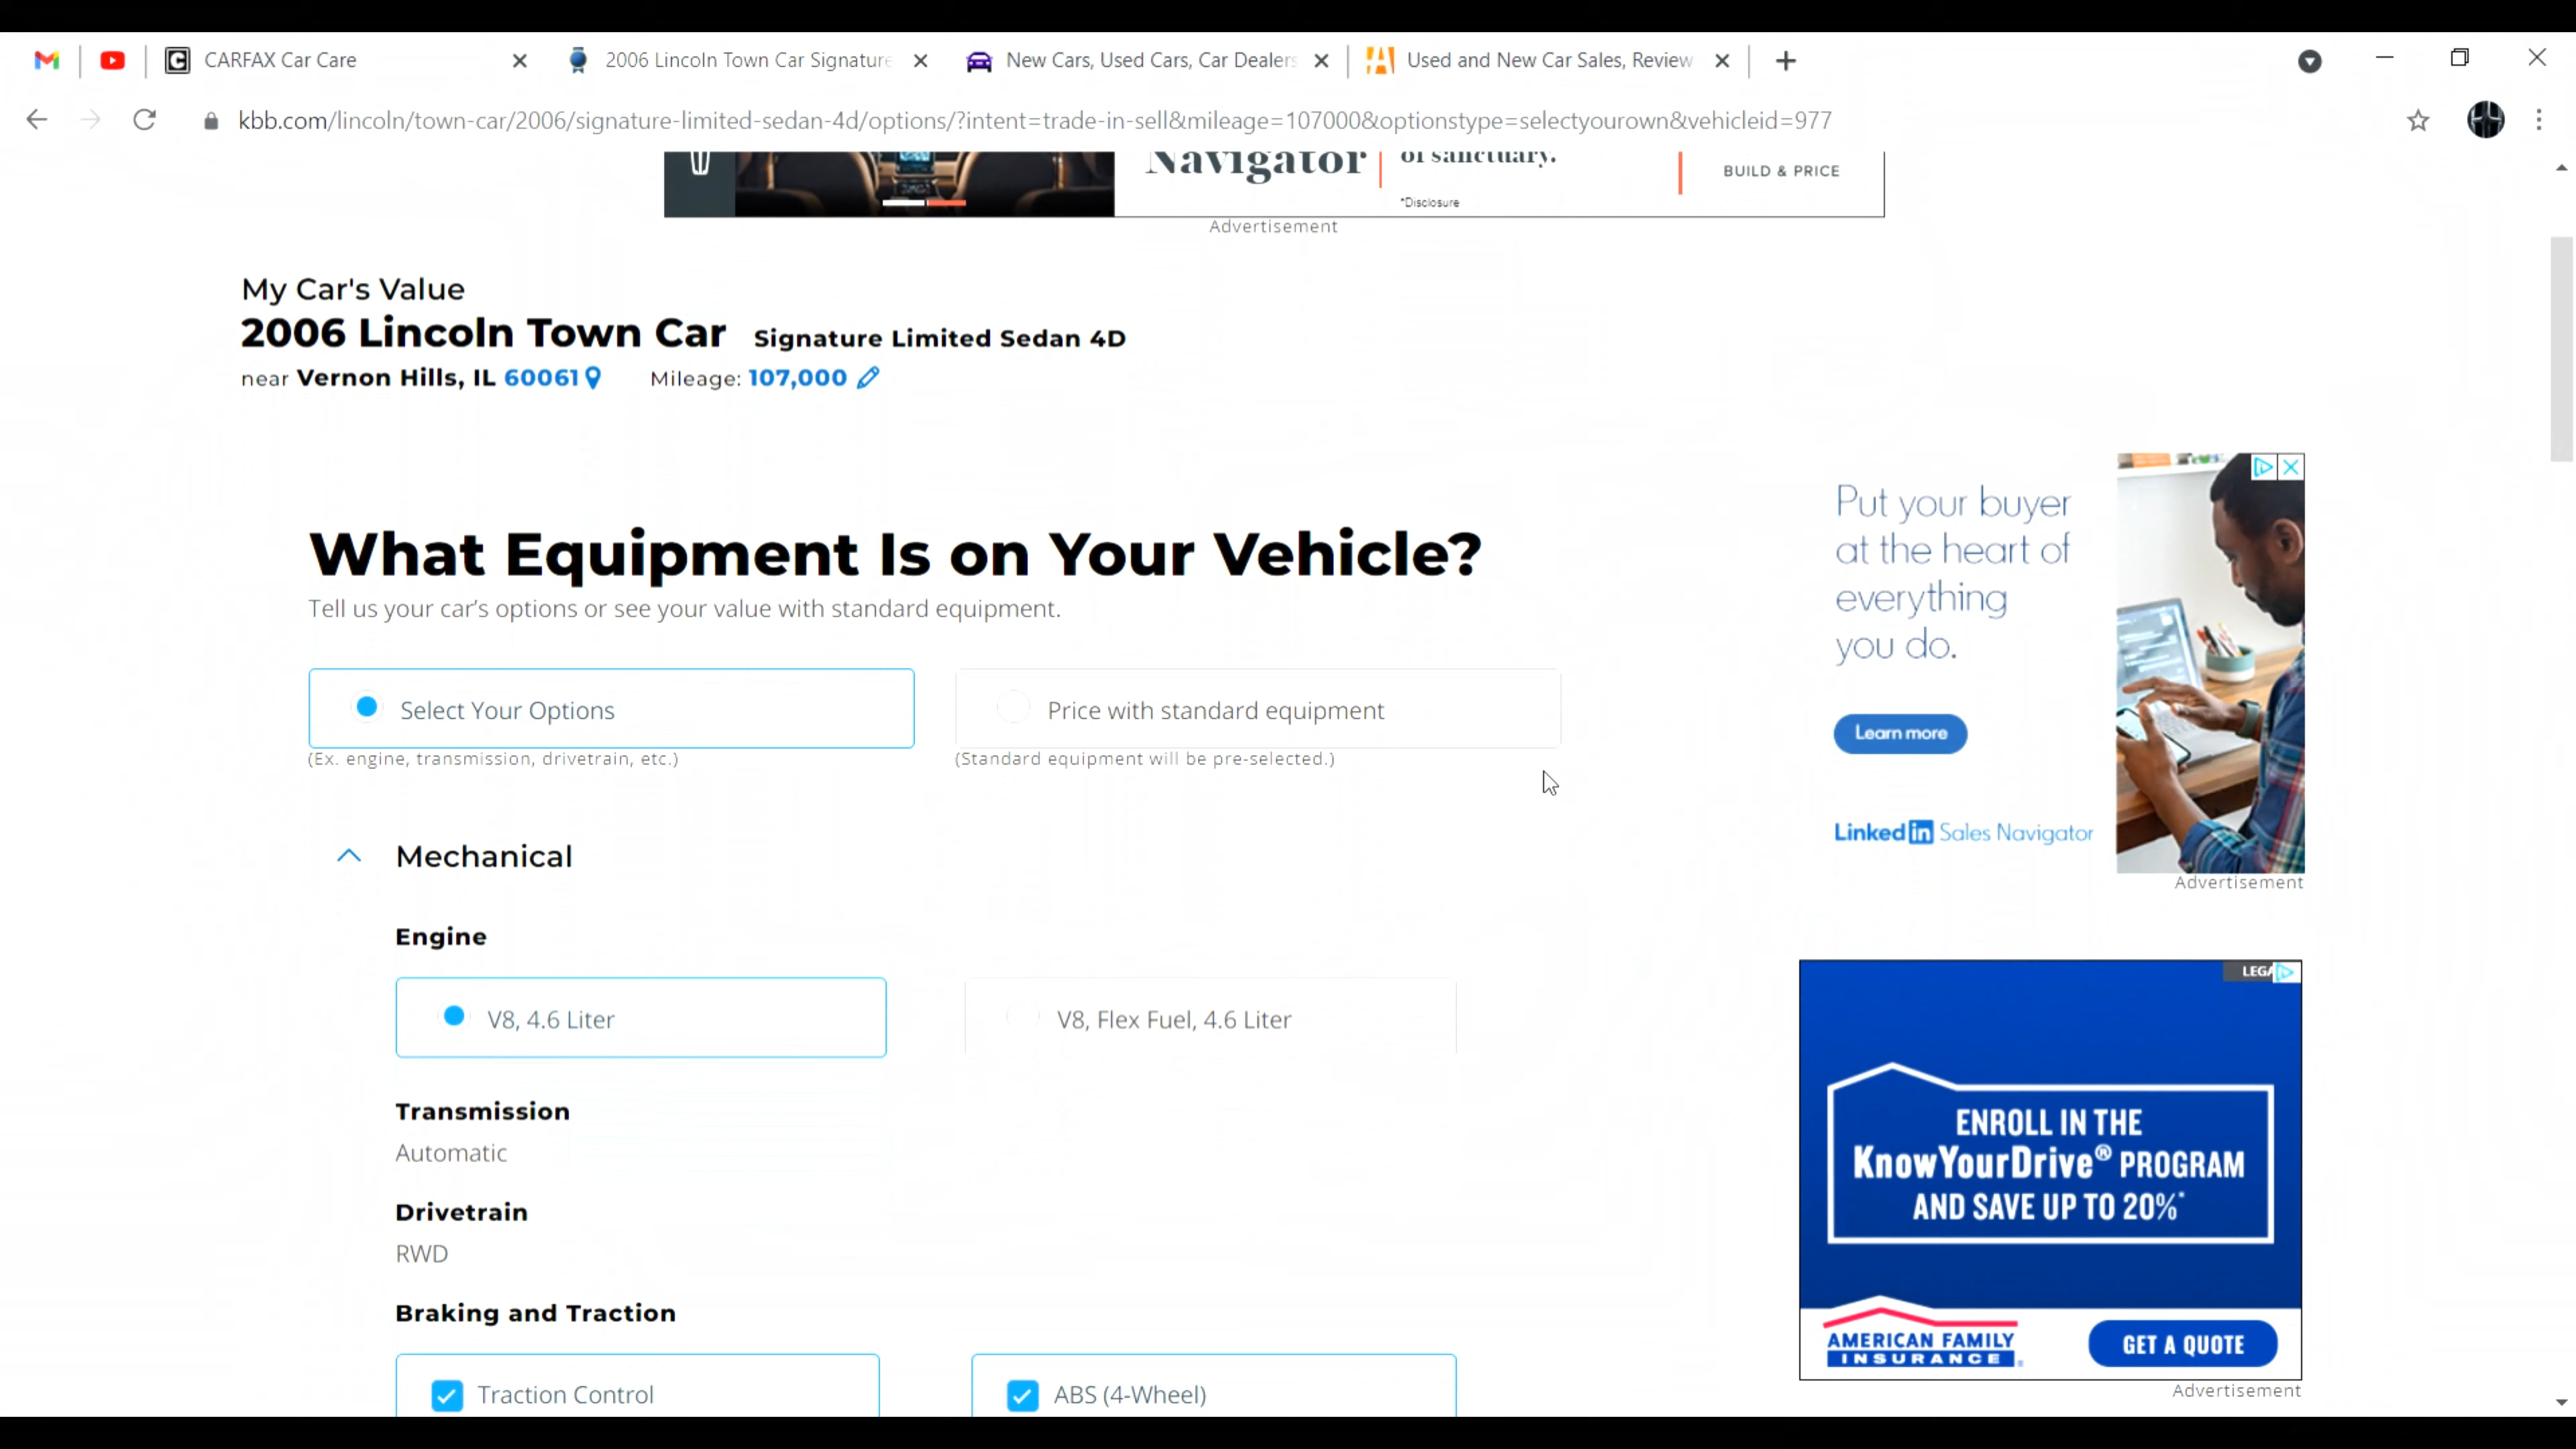 CARFAX Car Care
2006 Lincoln Town Car Signature
New Cars, Used Cars, Car Dealers
Used and New Car Sales, Review
kbb.com/lincoln/town-car/2006/signature-limited-sedan-4d/options/?intent=trade-in-sell&mileage=107000&optionstype=selectyourown&vehicleid=977
Navigator
of sanctuary.
*Disclosure
BUILD & PRICE
Advertisement
My Car's Value
2006 Lincoln Town Car Signature Limited Sedan 4D
near Vernon Hills, IL 60061 Mileage: 107,000
What Equipment Is on Your Vehicle?
Tell us your car's options or see your value with standard equipment.
Select Your Options
(Ex. engine, transmission, drivetrain, etc.)
Price with standard equipment
(Standard equipment will be pre-selected.)
Mechanical
Engine
V8, 4.6 Liter
V8, Flex Fuel, 4.6 Liter
Transmission
Automatic
Drivetrain
RWD
Braking and Traction
Traction Control
ABS (4-Wheel)
Put your buyer
at the heart of
everything
you do.
Learn more
Linked in Sales Navigator
Advertisement
LEGA
ENROLL IN THE
KnowYourDrive® PROGRAM
AND SAVE UP TO 20%*
AMERICAN FAMILY
INSURANCE
GET A QUOTE
Advertisement